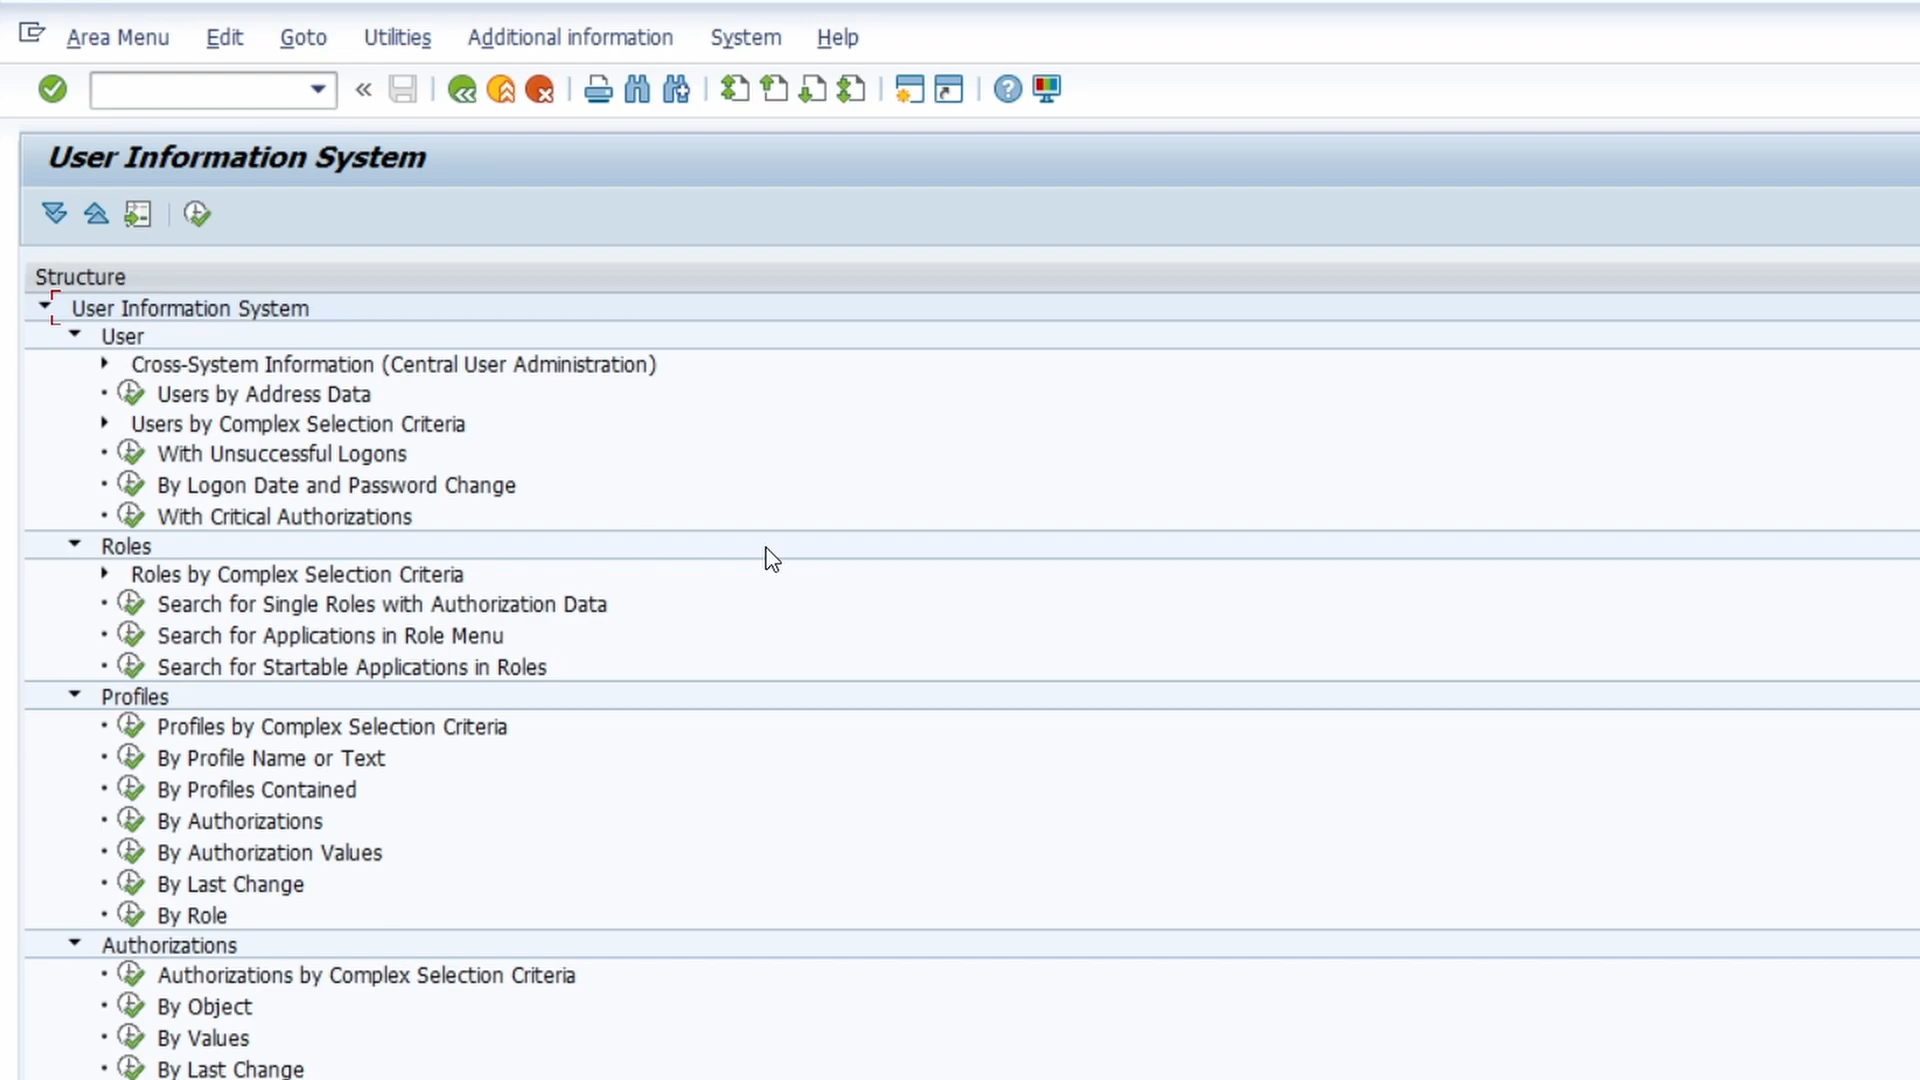 Area Menu Edit Goto Utilities Additional information System Help
User Information System
Structure
User Information System
User
Cross-System Information (Central User Administration)
Users by Address Data
Users by Complex Selection Criteria
With Unsuccessful Logons
By Logon Date and Password Change
With Critical Authorizations
Roles
Roles by Complex Selection Criteria
Search for Single Roles with Authorization Data
Search for Applications in Role Menu
Search for Startable Applications in Roles
Profiles
Profiles by Complex Selection Criteria
By Profile Name or Text
By Profiles Contained
By Authorizations
By Authorization Values
By Last Change
By Role
Authorizations
Authorizations by Complex Selection Criteria
By Object
By Values
By Last Change